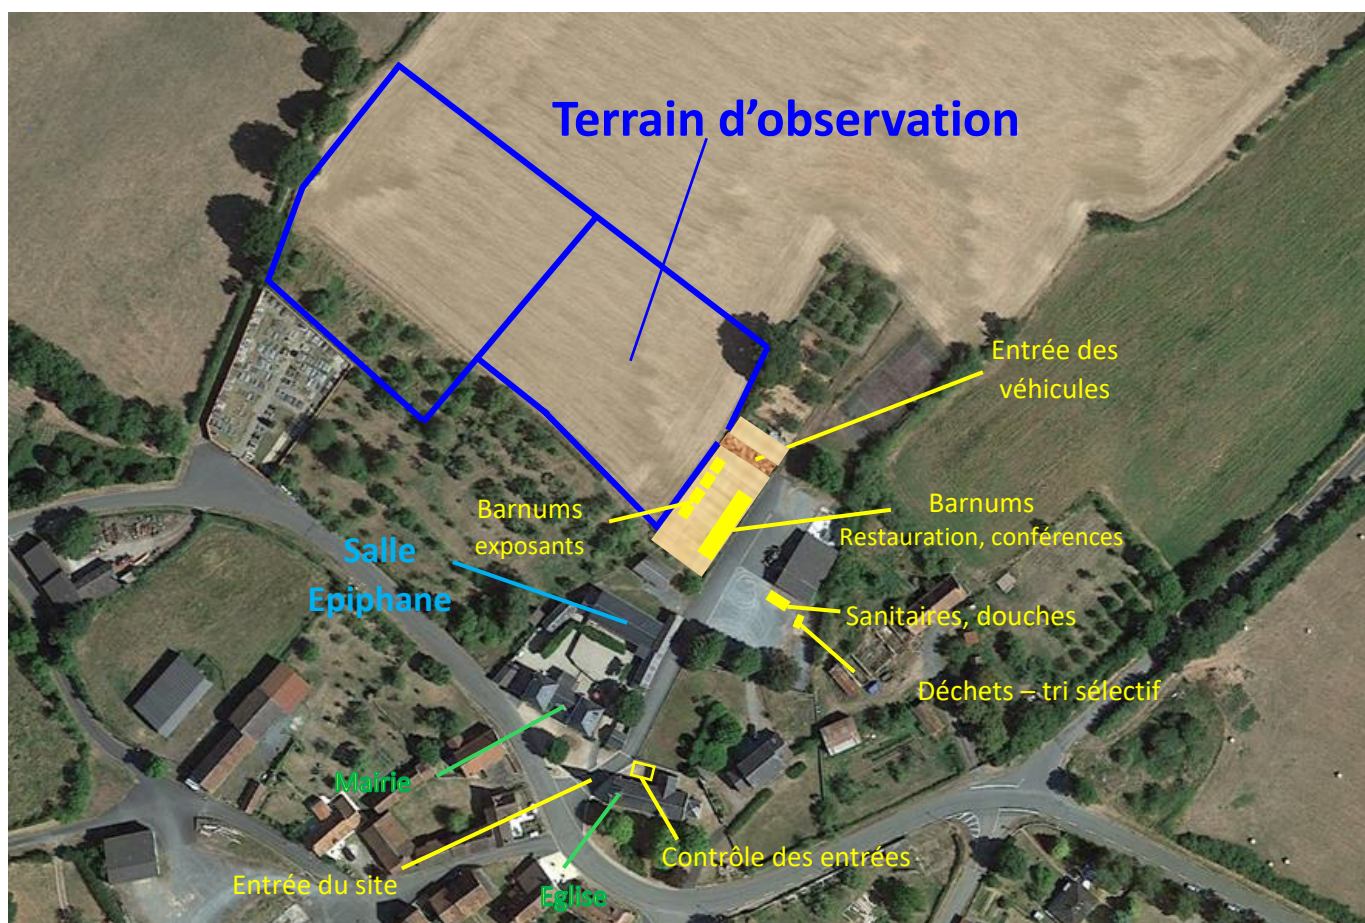 Terrain d’observation
Entrée des
véhicules
Barnums
exposants
Barnums
Restauration, conférences
Salle
Epiphane
Sanitaires, douches
Déchets – tri sélectif
Mairie
Contrôle des entrées
Entrée du site
Eglise